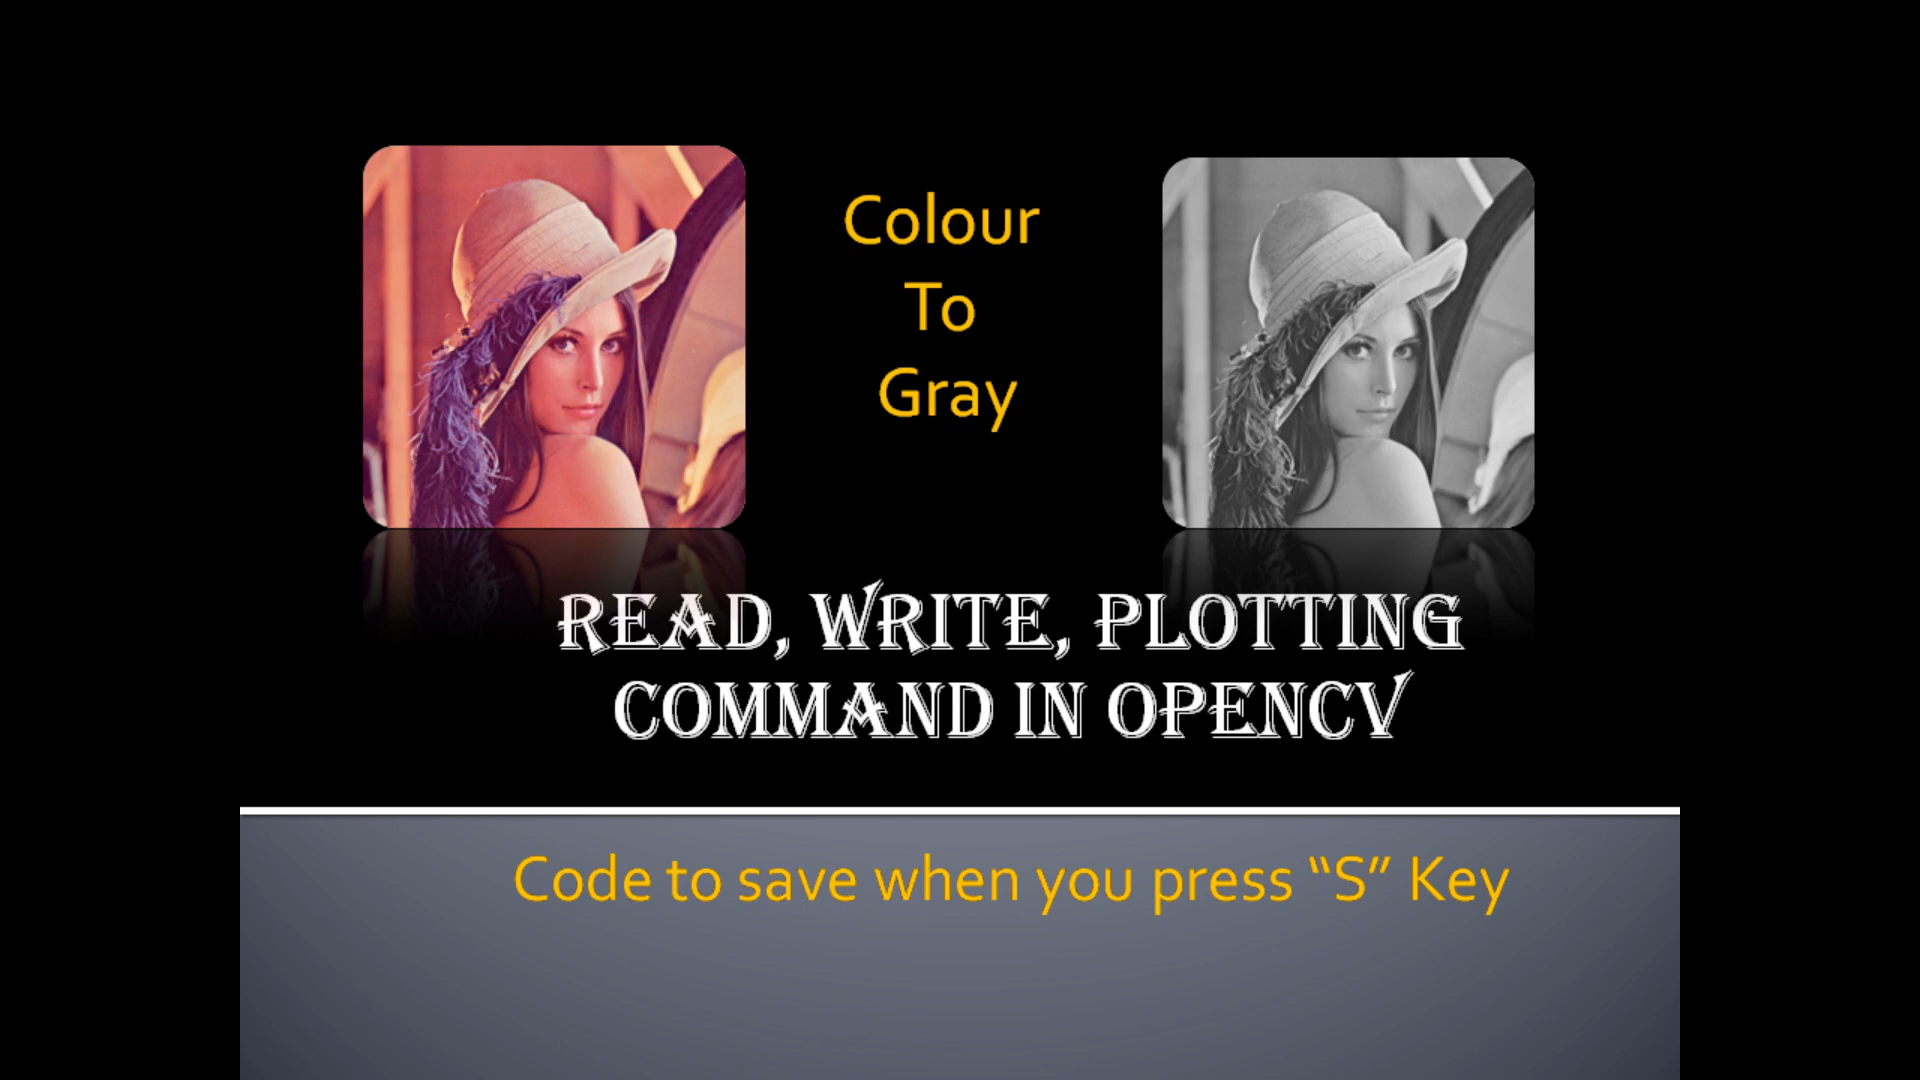 Colour
To
Gray
READ, WRITE, PLOTTING
COMMAND IN OPENCV
Code to save when you press “S” Key